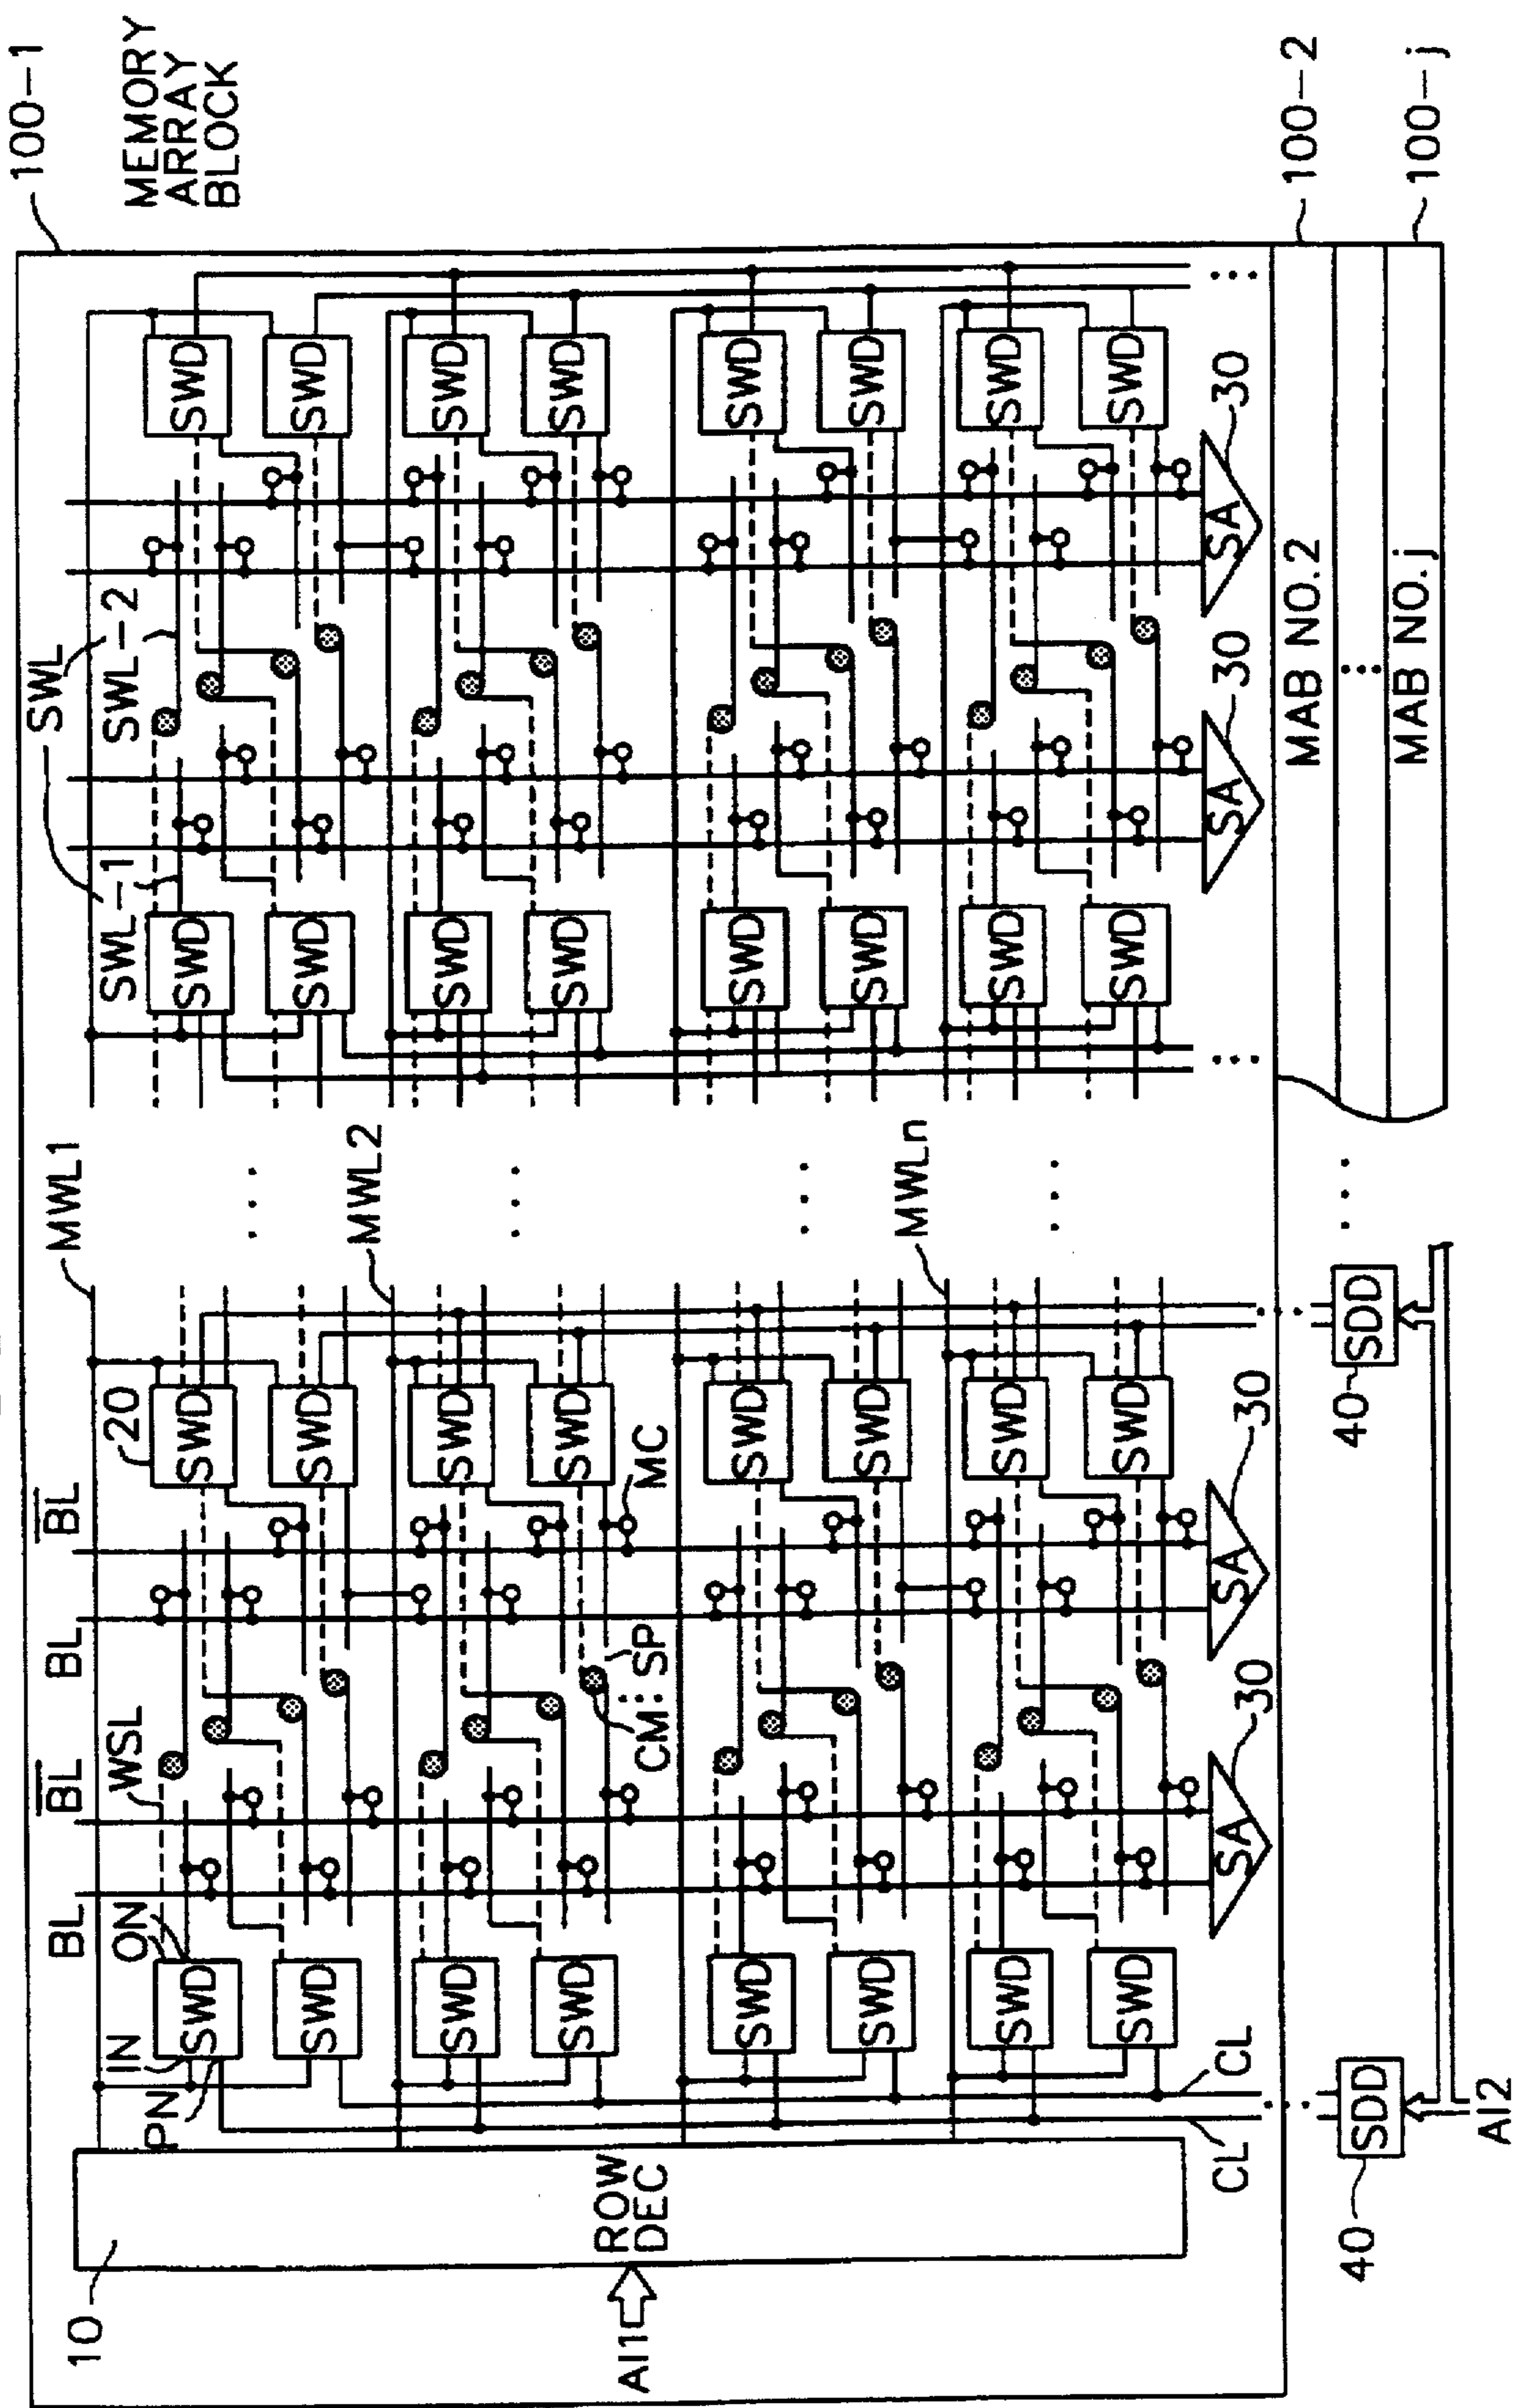 BL
B̅L̅
BL
B̅L̅
MWL1
SWL
100-1
10
IN
ON
WSL
20
SWL-1
SWL-2
MEMORY
ARRAY
BLOCK
PN
SWD
SWD
SWD
SWD
SWD
SWD
SWD
SWD
MWL2
SWD
SWD
SWD
SWD
SWD
SWD
SWD
SWD
AI1
ROW
DEC
CM
SP
MC
SWD
SWD
SWD
SWD
SWD
SWD
SWD
SWD
MWLn
SWD
SWD
SWD
SWD
SWD
SWD
SWD
SWD
CL
CL
SA
30
SA
30
SA
30
SA
30
MAB NO.2
100-2
40
SDD
40
SDD
MAB NO.j
100-j
AI2